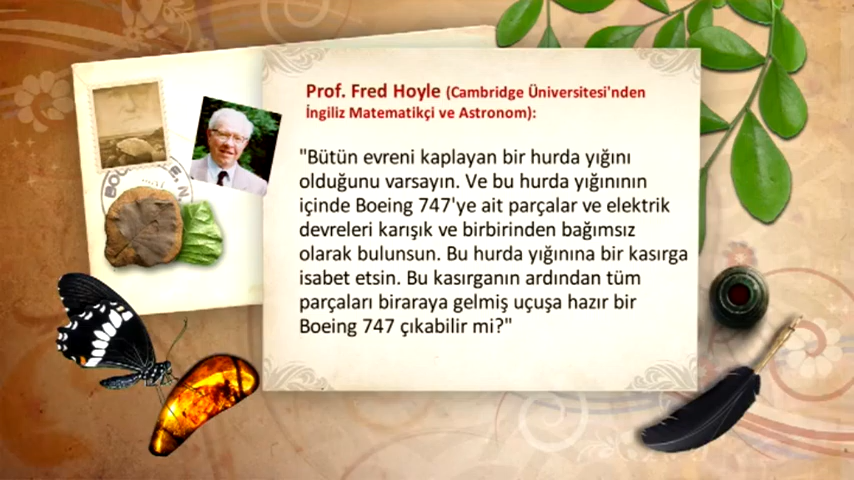 Prof. Fred Hoyle (Cambridge Üniversitesi'nden
İngiliz Matematikçi ve Astronom):
"Bütün evreni kaplayan bir hurda yığını
olduğunu varsayın. Ve bu hurda yığınının
içinde Boeing 747'ye ait parçalar ve elektrik
devreleri karışık ve birbirinden bağımsız
olarak bulunsun. Bu hurda yığınına bir kasırga
isabet etsin. Bu kasırganın ardından tüm
parçaları biraraya gelmiş uçuşa hazır bir
Boeing 747 çıkabilir mi?"